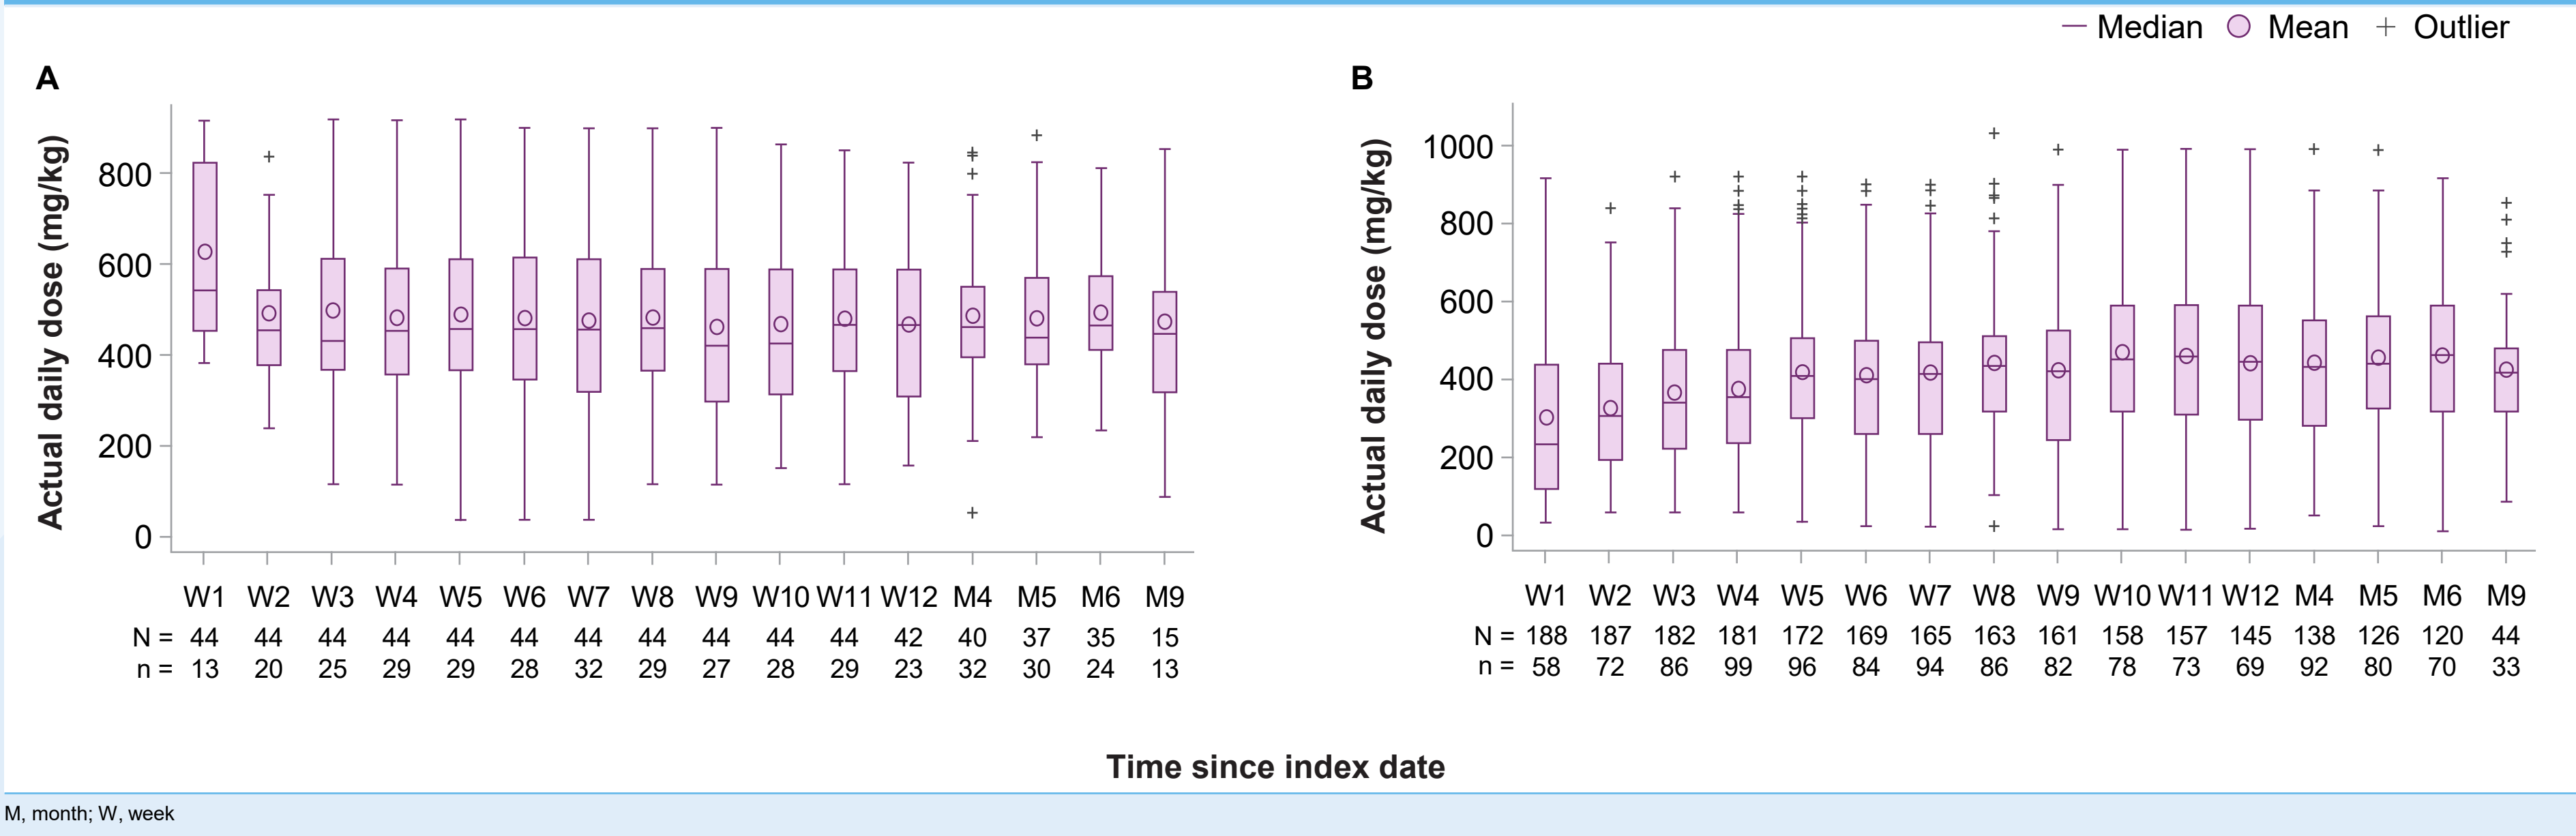 Median Mean + Outlier
A
Actual daily dose (mg/kg)
800
600
400
200
0
W1 W2 W3 W4 W5 W6 W7 W8 W9 W10 W11 W12 M4 M5 M6 M9
N = 44 44 44 44 44 44 44 44 44 44 44 42 40 37 35 15
n = 13 20 25 29 29 28 32 29 27 28 29 23 32 30 24 13
B
Actual daily dose (mg/kg)
1000
800
600
400
200
0
W1 W2 W3 W4 W5 W6 W7 W8 W9 W10 W11 W12 M4 M5 M6 M9
N = 188 187 182 181 172 169 165 163 161 158 157 145 138 126 120 44
n = 58 72 86 99 96 84 94 86 82 78 73 69 92 80 70 33
Time since index date
M, month; W, week